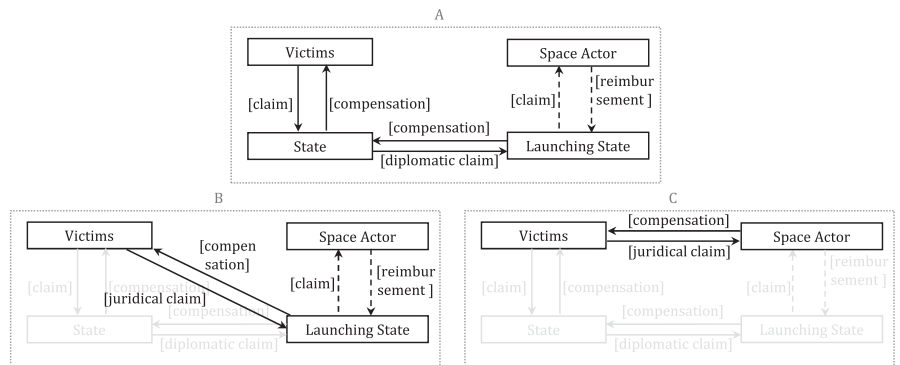 A
Victims
Space Actor
[claim]
[compensation]
[claim]
[reimbur
sement ]
[compensation]
State
Launching State
[diplomatic claim]
B
Victims
Space Actor
[compen
sation]
[claim]
[compensation]
[juridical claim]
[claim]
[reimbur
sement ]
[compensation]
State
Launching State
[diplomatic claim]
C
Victims
[compensation]
Space Actor
[juridical claim]
[claim]
[compensation]
[claim]
[reimbur
sement ]
[compensation]
State
Launching State
[diplomatic claim]